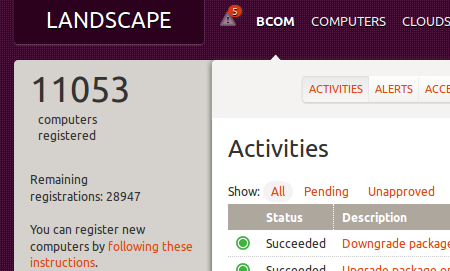 LANDSCAPE
5
BCOM COMPUTERS CLOUDS
11053
computers
registered
Remaining
registrations: 28947
You can register new
computers by following these
instructions.
ACTIVITIES ALERTS
Activities
Show: All Pending Unapproved
Status Description
Succeeded Downgrade package
Succeeded Upgrade package